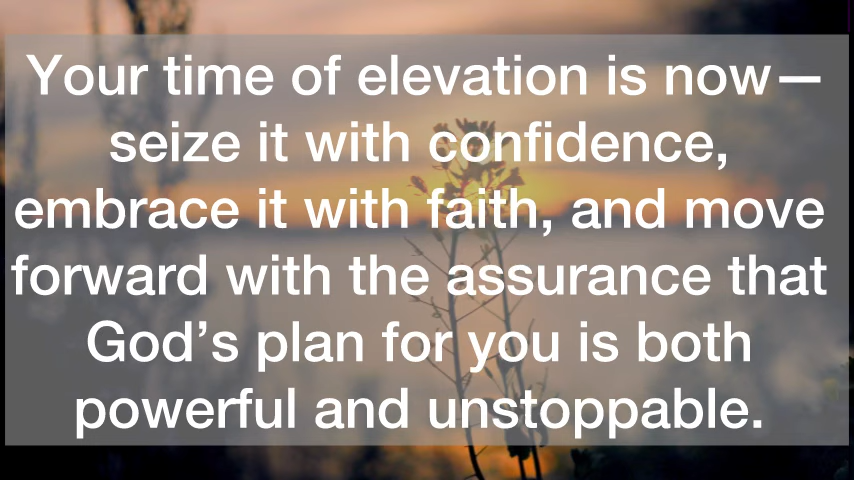 Your time of elevation is now—
seize it with confidence,
embrace it with faith, and move
forward with the assurance that
God’s plan for you is both
powerful and unstoppable.